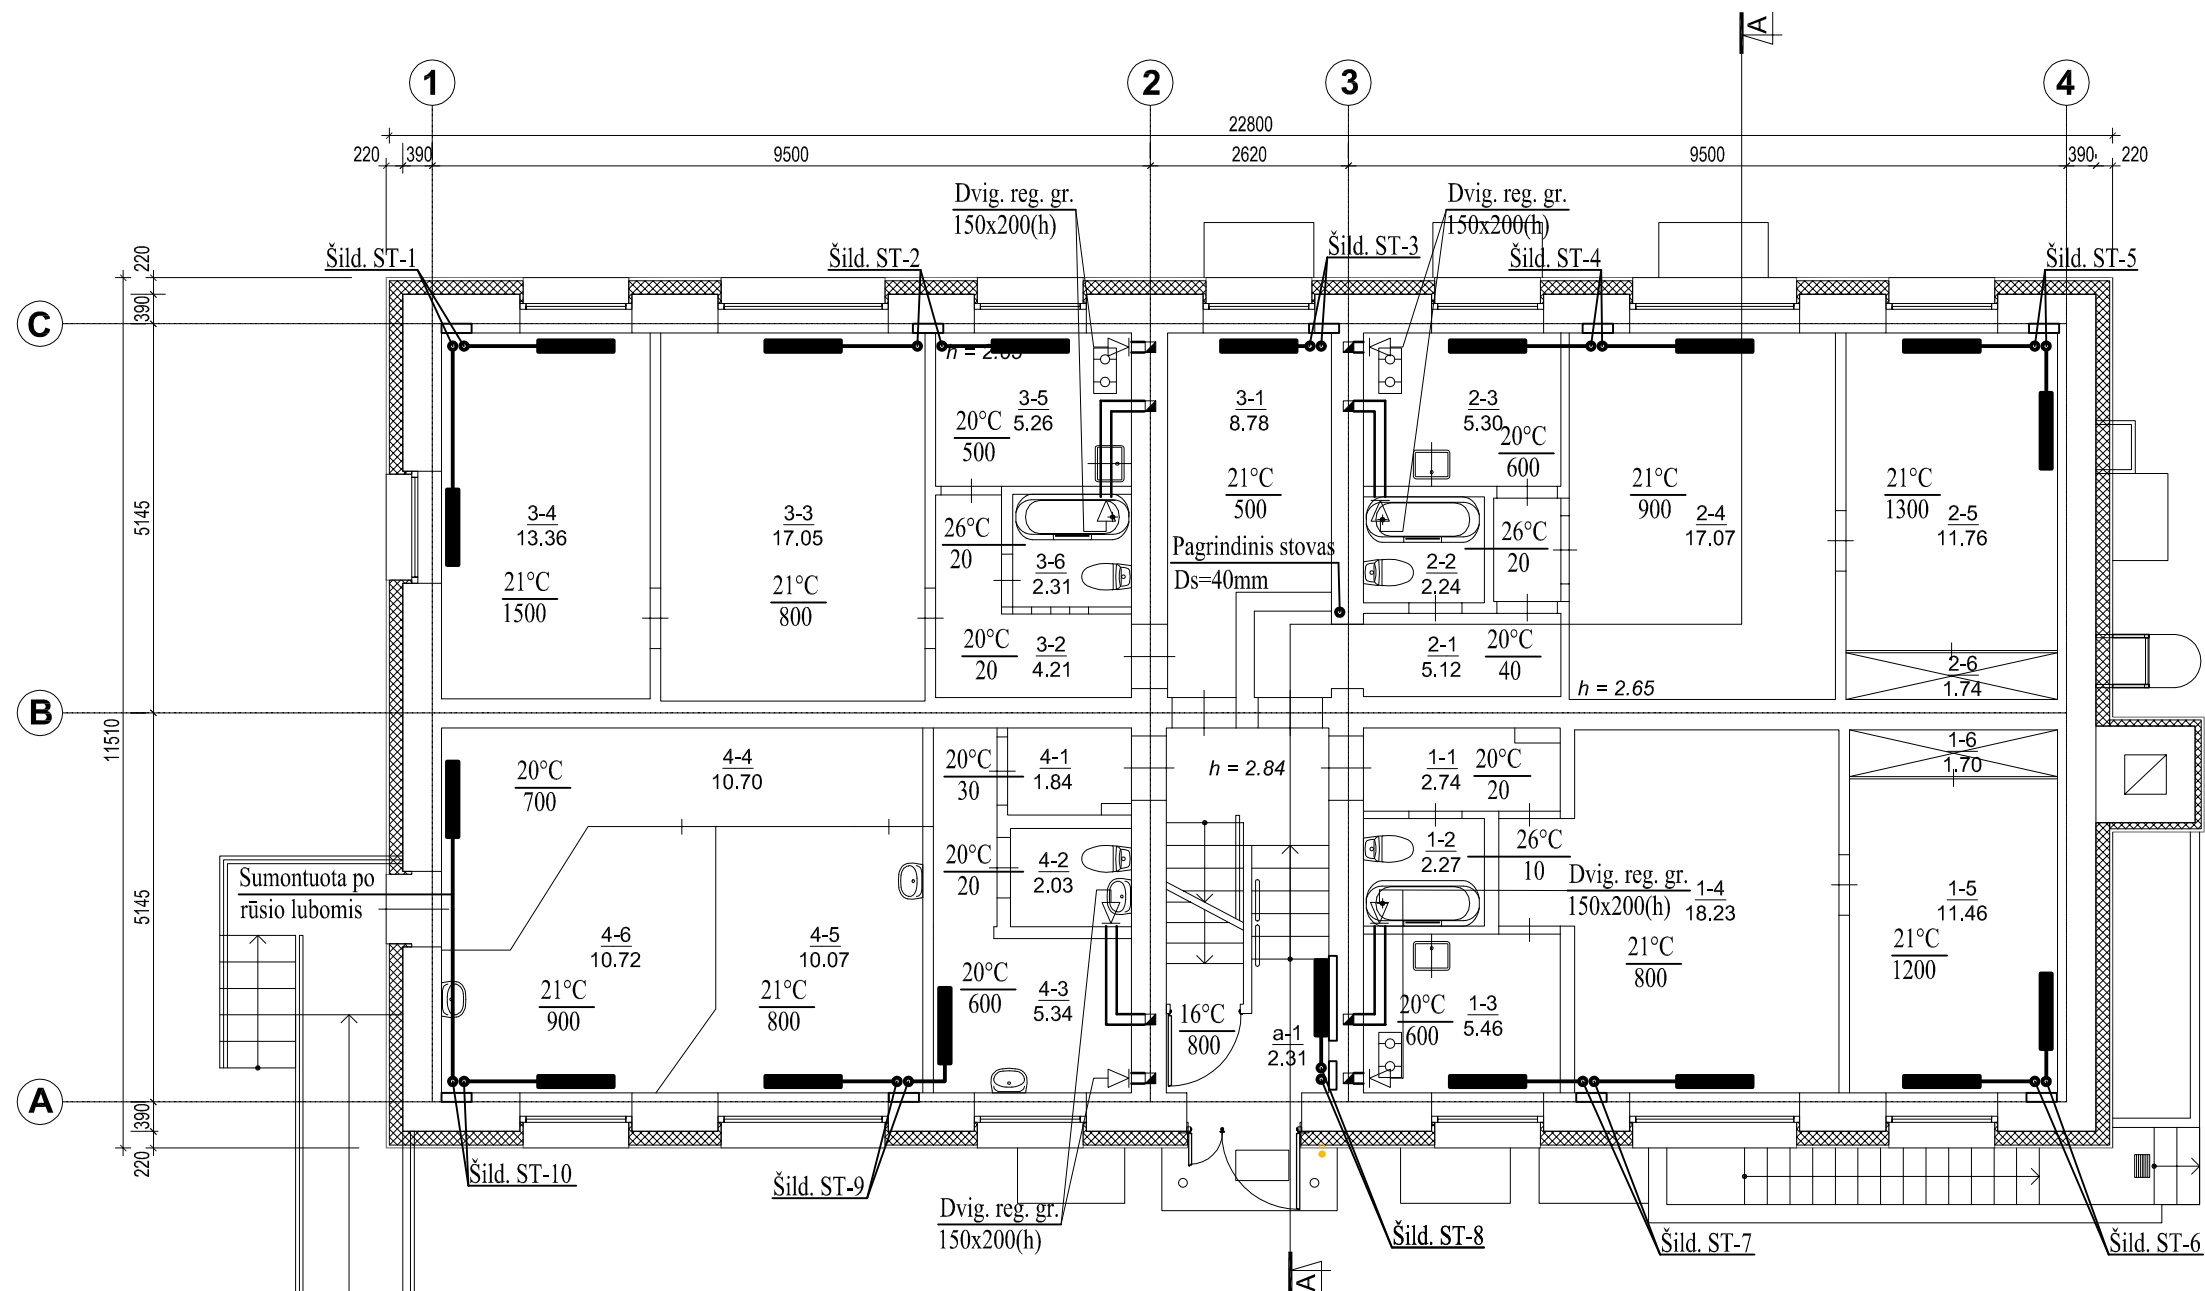 A
1
2
3
4
22800
220
390
9500
2620
9500
390
220
Dvig. reg. gr.
150x200(h)
Dvig. reg. gr.
150x200(h)
Šild. ST-1
Šild. ST-2
Šild. ST-3
Šild. ST-4
Šild. ST-5
220
390
C
h = 2.65
3-5
5.26
20°C
500
3-1
8.78
2-3
5.30
20°C
600
21°C
500
21°C
900
21°C
1300
5145
3-4
13.36
3-3
17.05
26°C
20
2-4
17.07
2-5
11.76
26°C
20
Pagrindinis stovas
Ds=40mm
3-6
2.31
2-2
2.24
21°C
1500
21°C
800
20°C
20
3-2
4.21
2-1
5.12
20°C
40
2-6
1.74
h = 2.65
B
11510
4-4
10.70
20°C
700
20°C
30
4-1
1.84
h = 2.84
1-1
2.74
20°C
20
1-6
1.70
Sumontuota po
rūsio lubomis
20°C
20
4-2
2.03
1-2
2.27
26°C
10
Dvig. reg. gr.
150x200(h)
1-4
18.23
1-5
11.46
5145
4-6
10.72
4-5
10.07
21°C
800
21°C
1200
21°C
900
21°C
800
20°C
600
4-3
5.34
16°C
800
a-1
2.31
20°C
600
1-3
5.46
A
390
220
Šild. ST-10
Šild. ST-9
Dvig. reg. gr.
150x200(h)
Šild. ST-8
Šild. ST-7
Šild. ST-6
A